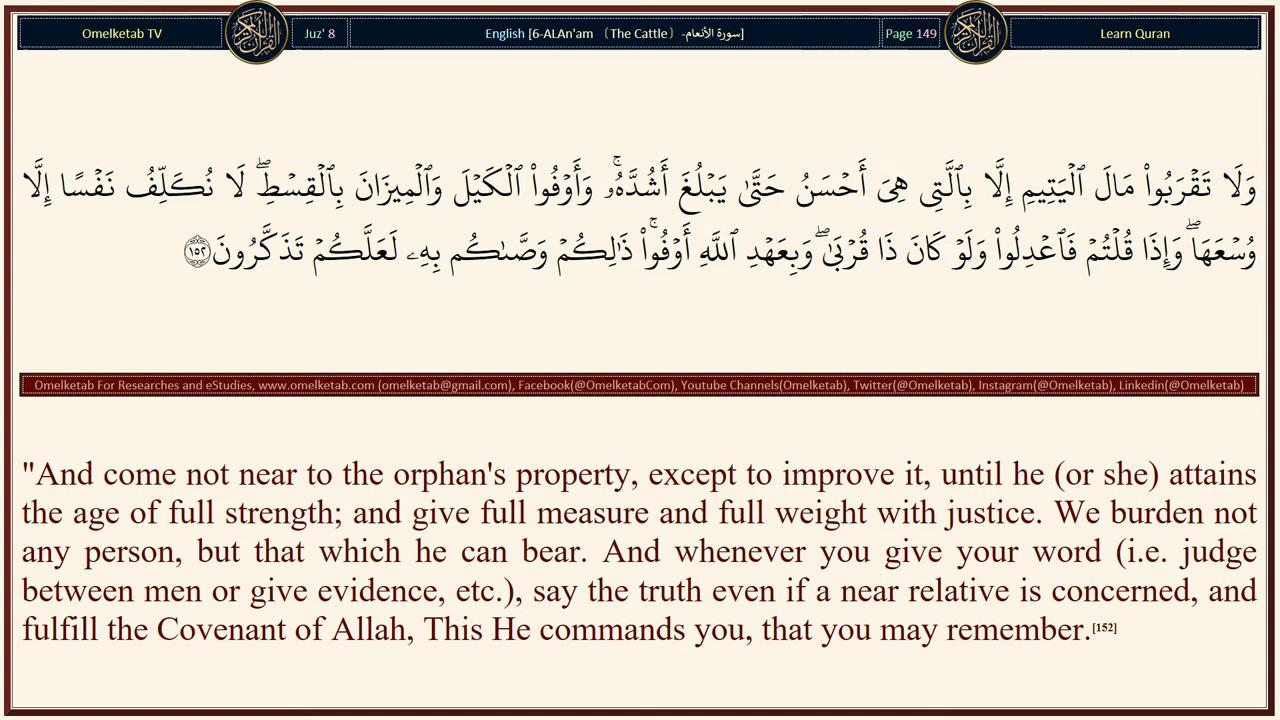 Omelketab TV
Juz' 8
English [6-ALAn'am （The Cattle） -سورة الأنعام]
Page 149
Learn Quran
وَلَا تَقۡرَبُواْ مَالَ ٱلۡيَتِيمِ إِلَّا بِٱلَّتِي هِيَ أَحۡسَنُ حَتَّىٰ يَبۡلُغَ أَشُدَّهُۥۚ وَأَوۡفُواْ ٱلۡكَيۡلَ وَٱلۡمِيزَانَ بِٱلۡقِسۡطِۖ لَا نُكَلِّفُ نَفۡسًا إِلَّا
وُسۡعَهَاۖ وَإِذَا قُلۡتُمۡ فَٱعۡدِلُواْ وَلَوۡ كَانَ ذَا قُرۡبَىٰۖ وَبِعَهۡدِ ٱللَّهِ أَوۡفُواْۚ ذَٰلِكُمۡ وَصَّىٰكُم بِهِۦ لَعَلَّكُمۡ تَذَكَّرُونَ ١٥٢
Omelketab For Researches and eStudies, www.omelketab.com (omelketab@gmail.com), Facebook(@OmelketabCom), Youtube Channels(Omelketab), Twitter(@Omelketab), Instagram(@Omelketab), Linkedin(@Omelketab)
"And come not near to the orphan's property, except to improve it, until he (or she) attains
the age of full strength; and give full measure and full weight with justice. We burden not
any person, but that which he can bear. And whenever you give your word (i.e. judge
between men or give evidence, etc.), say the truth even if a near relative is concerned, and
fulfill the Covenant of Allah, This He commands you, that you may remember.[152]